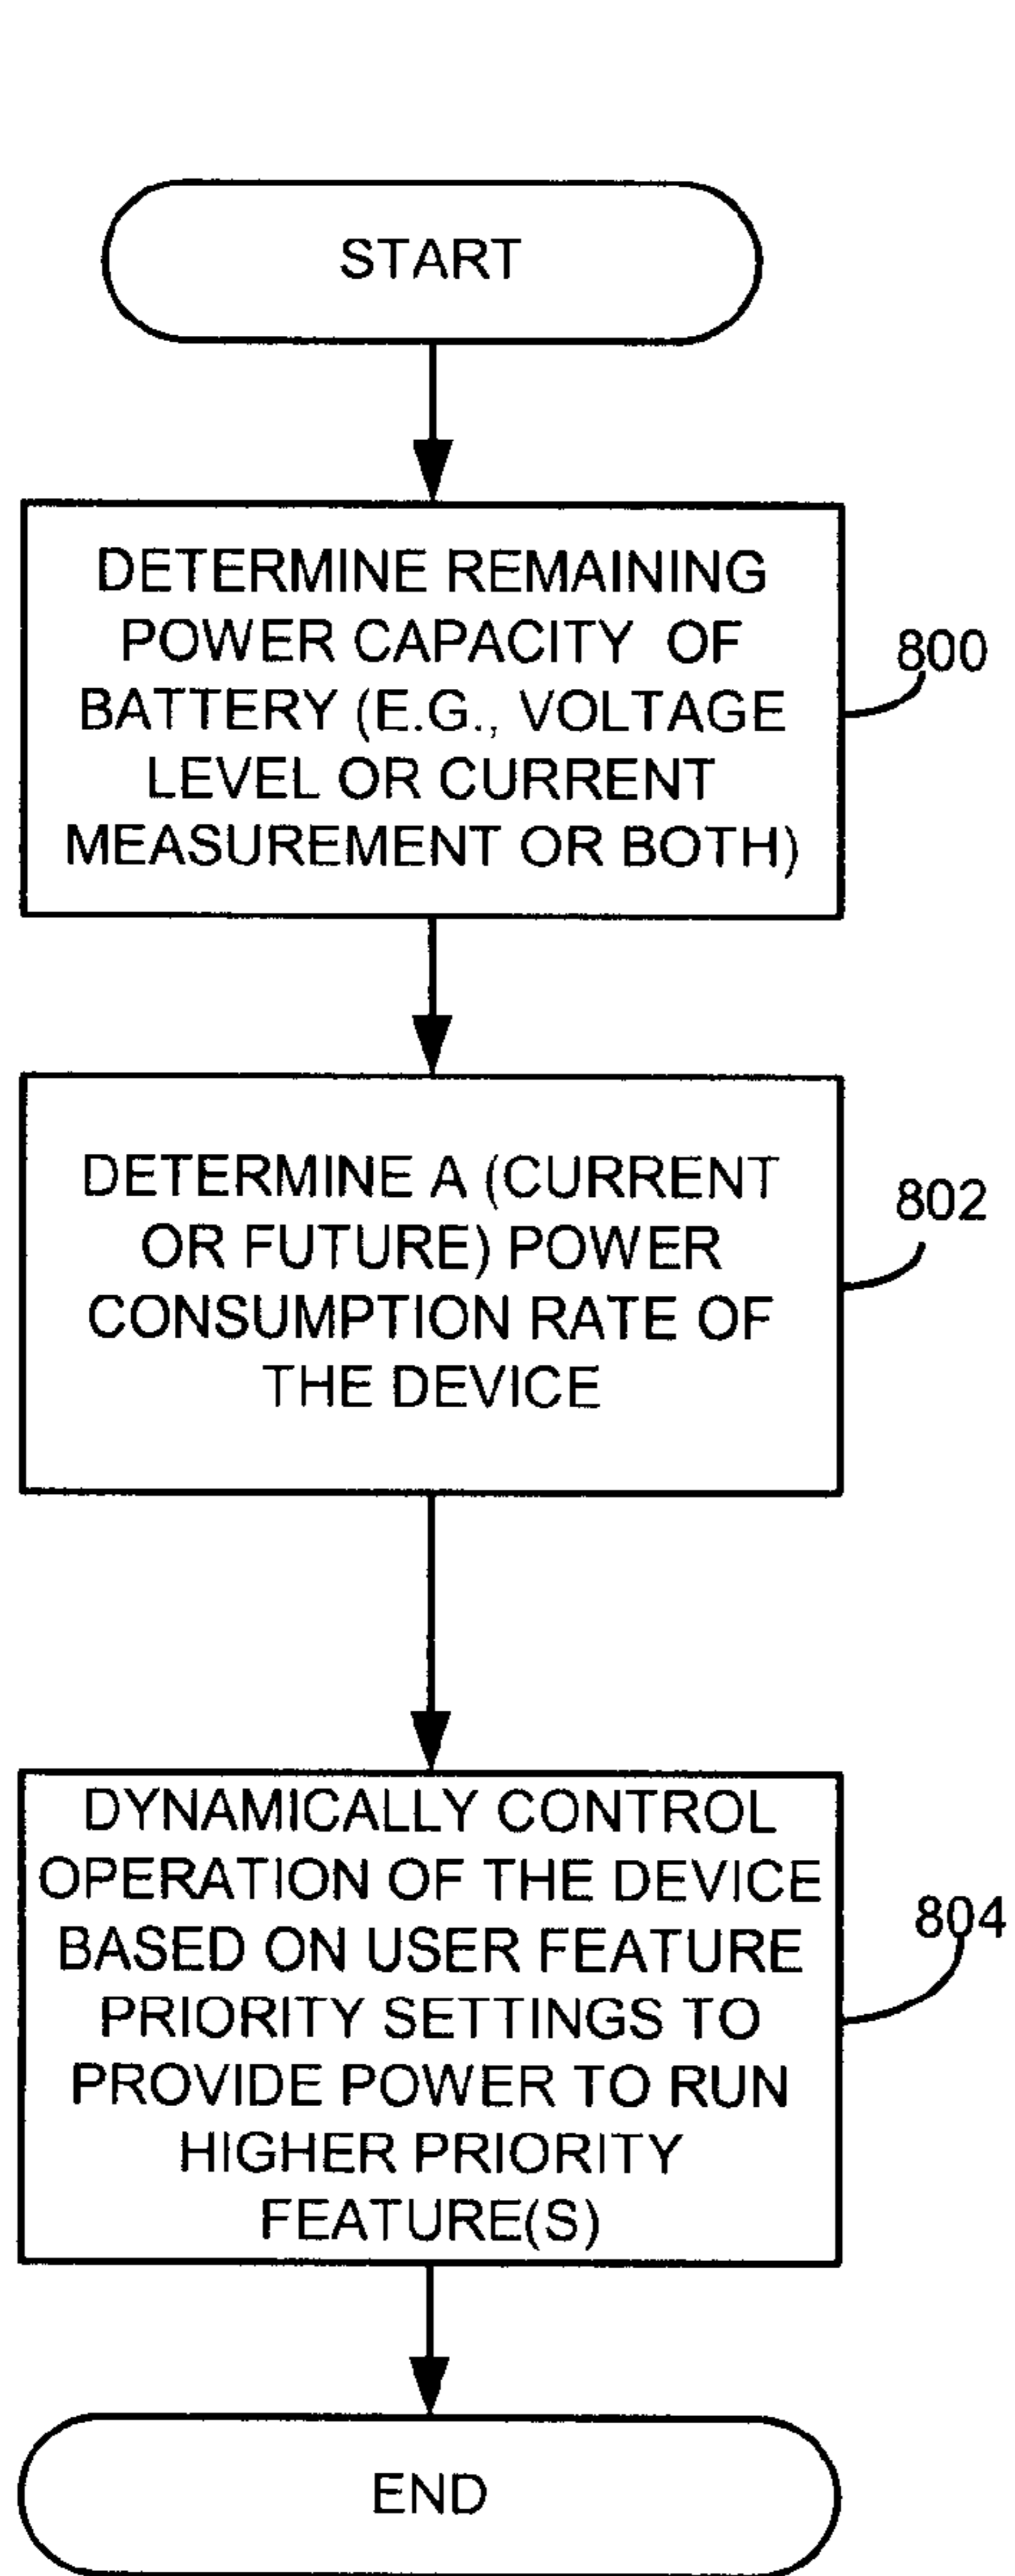 START
DETERMINE REMAINING
POWER CAPACITY OF
BATTERY (E.G., VOLTAGE
LEVEL OR CURRENT
MEASUREMENT OR BOTH)
800
DETERMINE A (CURRENT
OR FUTURE) POWER
CONSUMPTION RATE OF
THE DEVICE
802
DYNAMICALLY CONTROL
OPERATION OF THE DEVICE
BASED ON USER FEATURE
PRIORITY SETTINGS TO
PROVIDE POWER TO RUN
HIGHER PRIORITY
FEATURE(S)
804
END